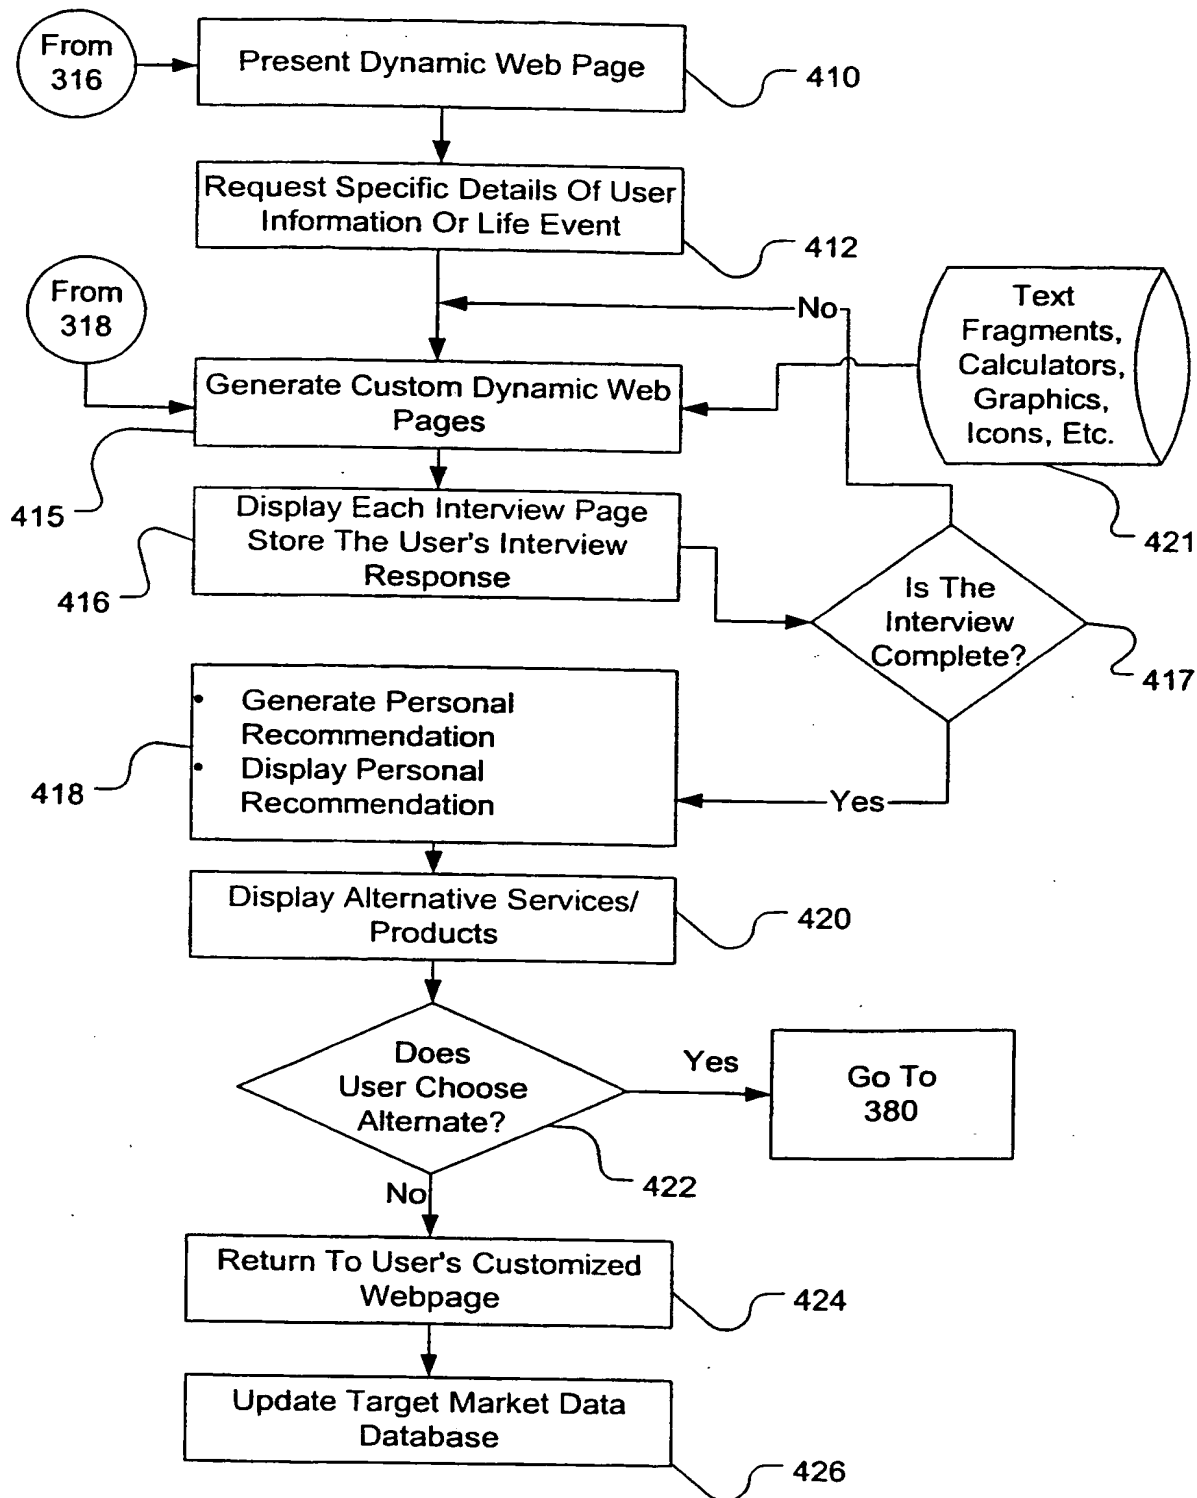 From
316
Present Dynamic Web Page
410
Request Specific Details Of User
Information Or Life Event
412
From
318
No
Text
Fragments,
Calculators,
Graphics,
Icons, Etc.
421
Generate Custom Dynamic Web
Pages
415
Display Each Interview Page
Store The User's Interview
Response
416
Is The
Interview
Complete?
417
• Generate Personal
Recommendation
• Display Personal
Recommendation
418
Yes
Display Alternative Services/
Products
420
Does
User Choose
Alternate?
422
Yes
Go To
380
No
Return To User's Customized
Webpage
424
Update Target Market Data
Database
426